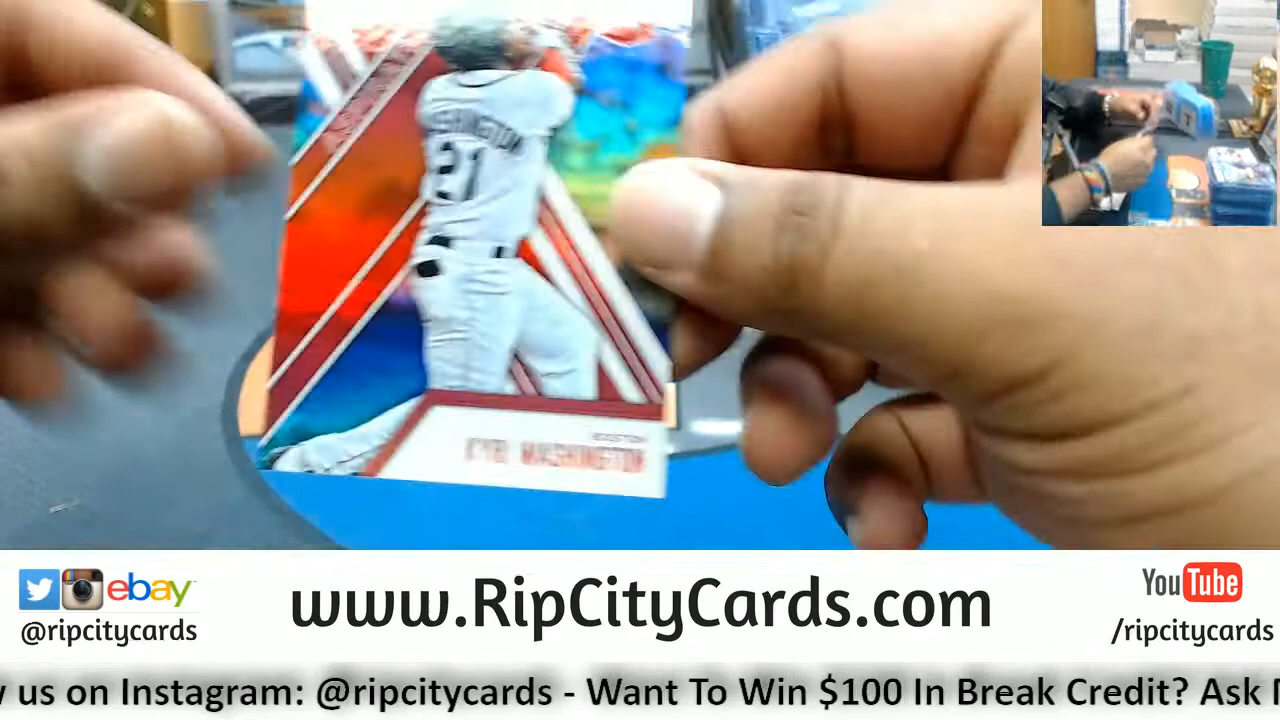 21
WASHINGTON
ebay
@ripcitycards
www.RipCityCards.com
YouTube
/ripcitycards
us on Instagram: @ripcitycards - Want To Win $100 In Break Credit? Ask